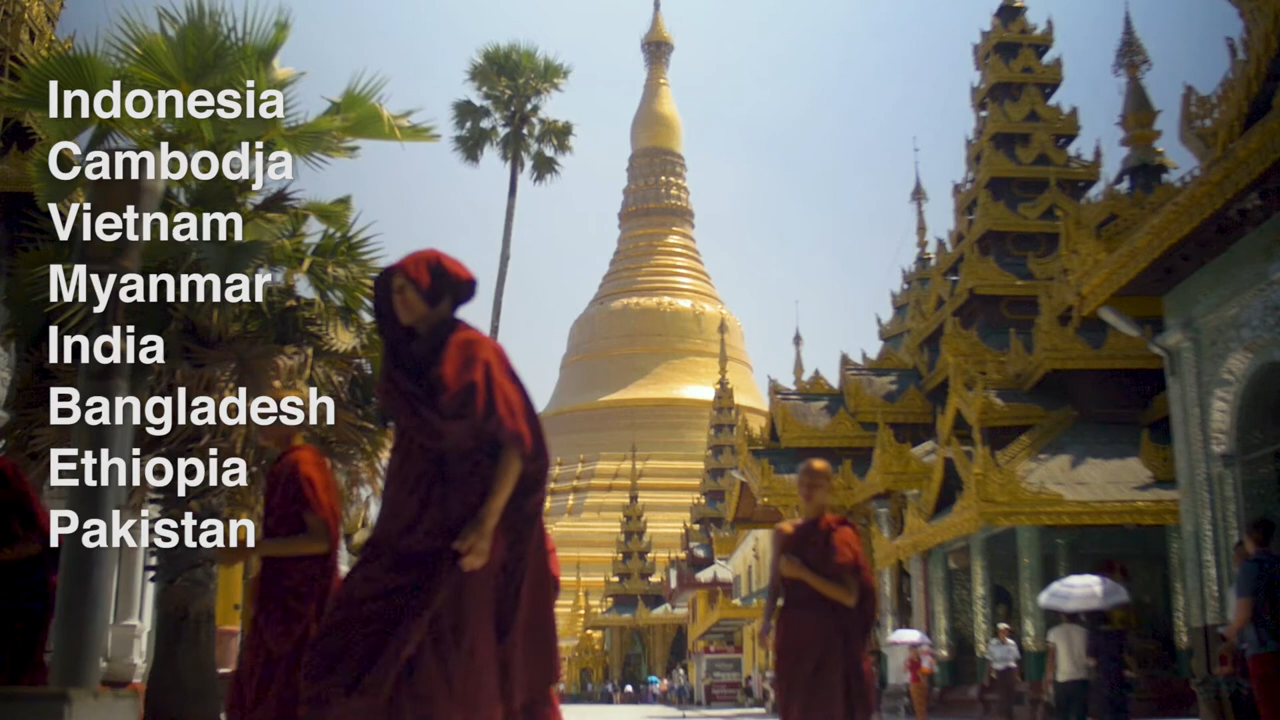 Indonesia
Cambodja
Vietnam
Myanmar
India
Bangladesh
Ethiopia
Pakistan